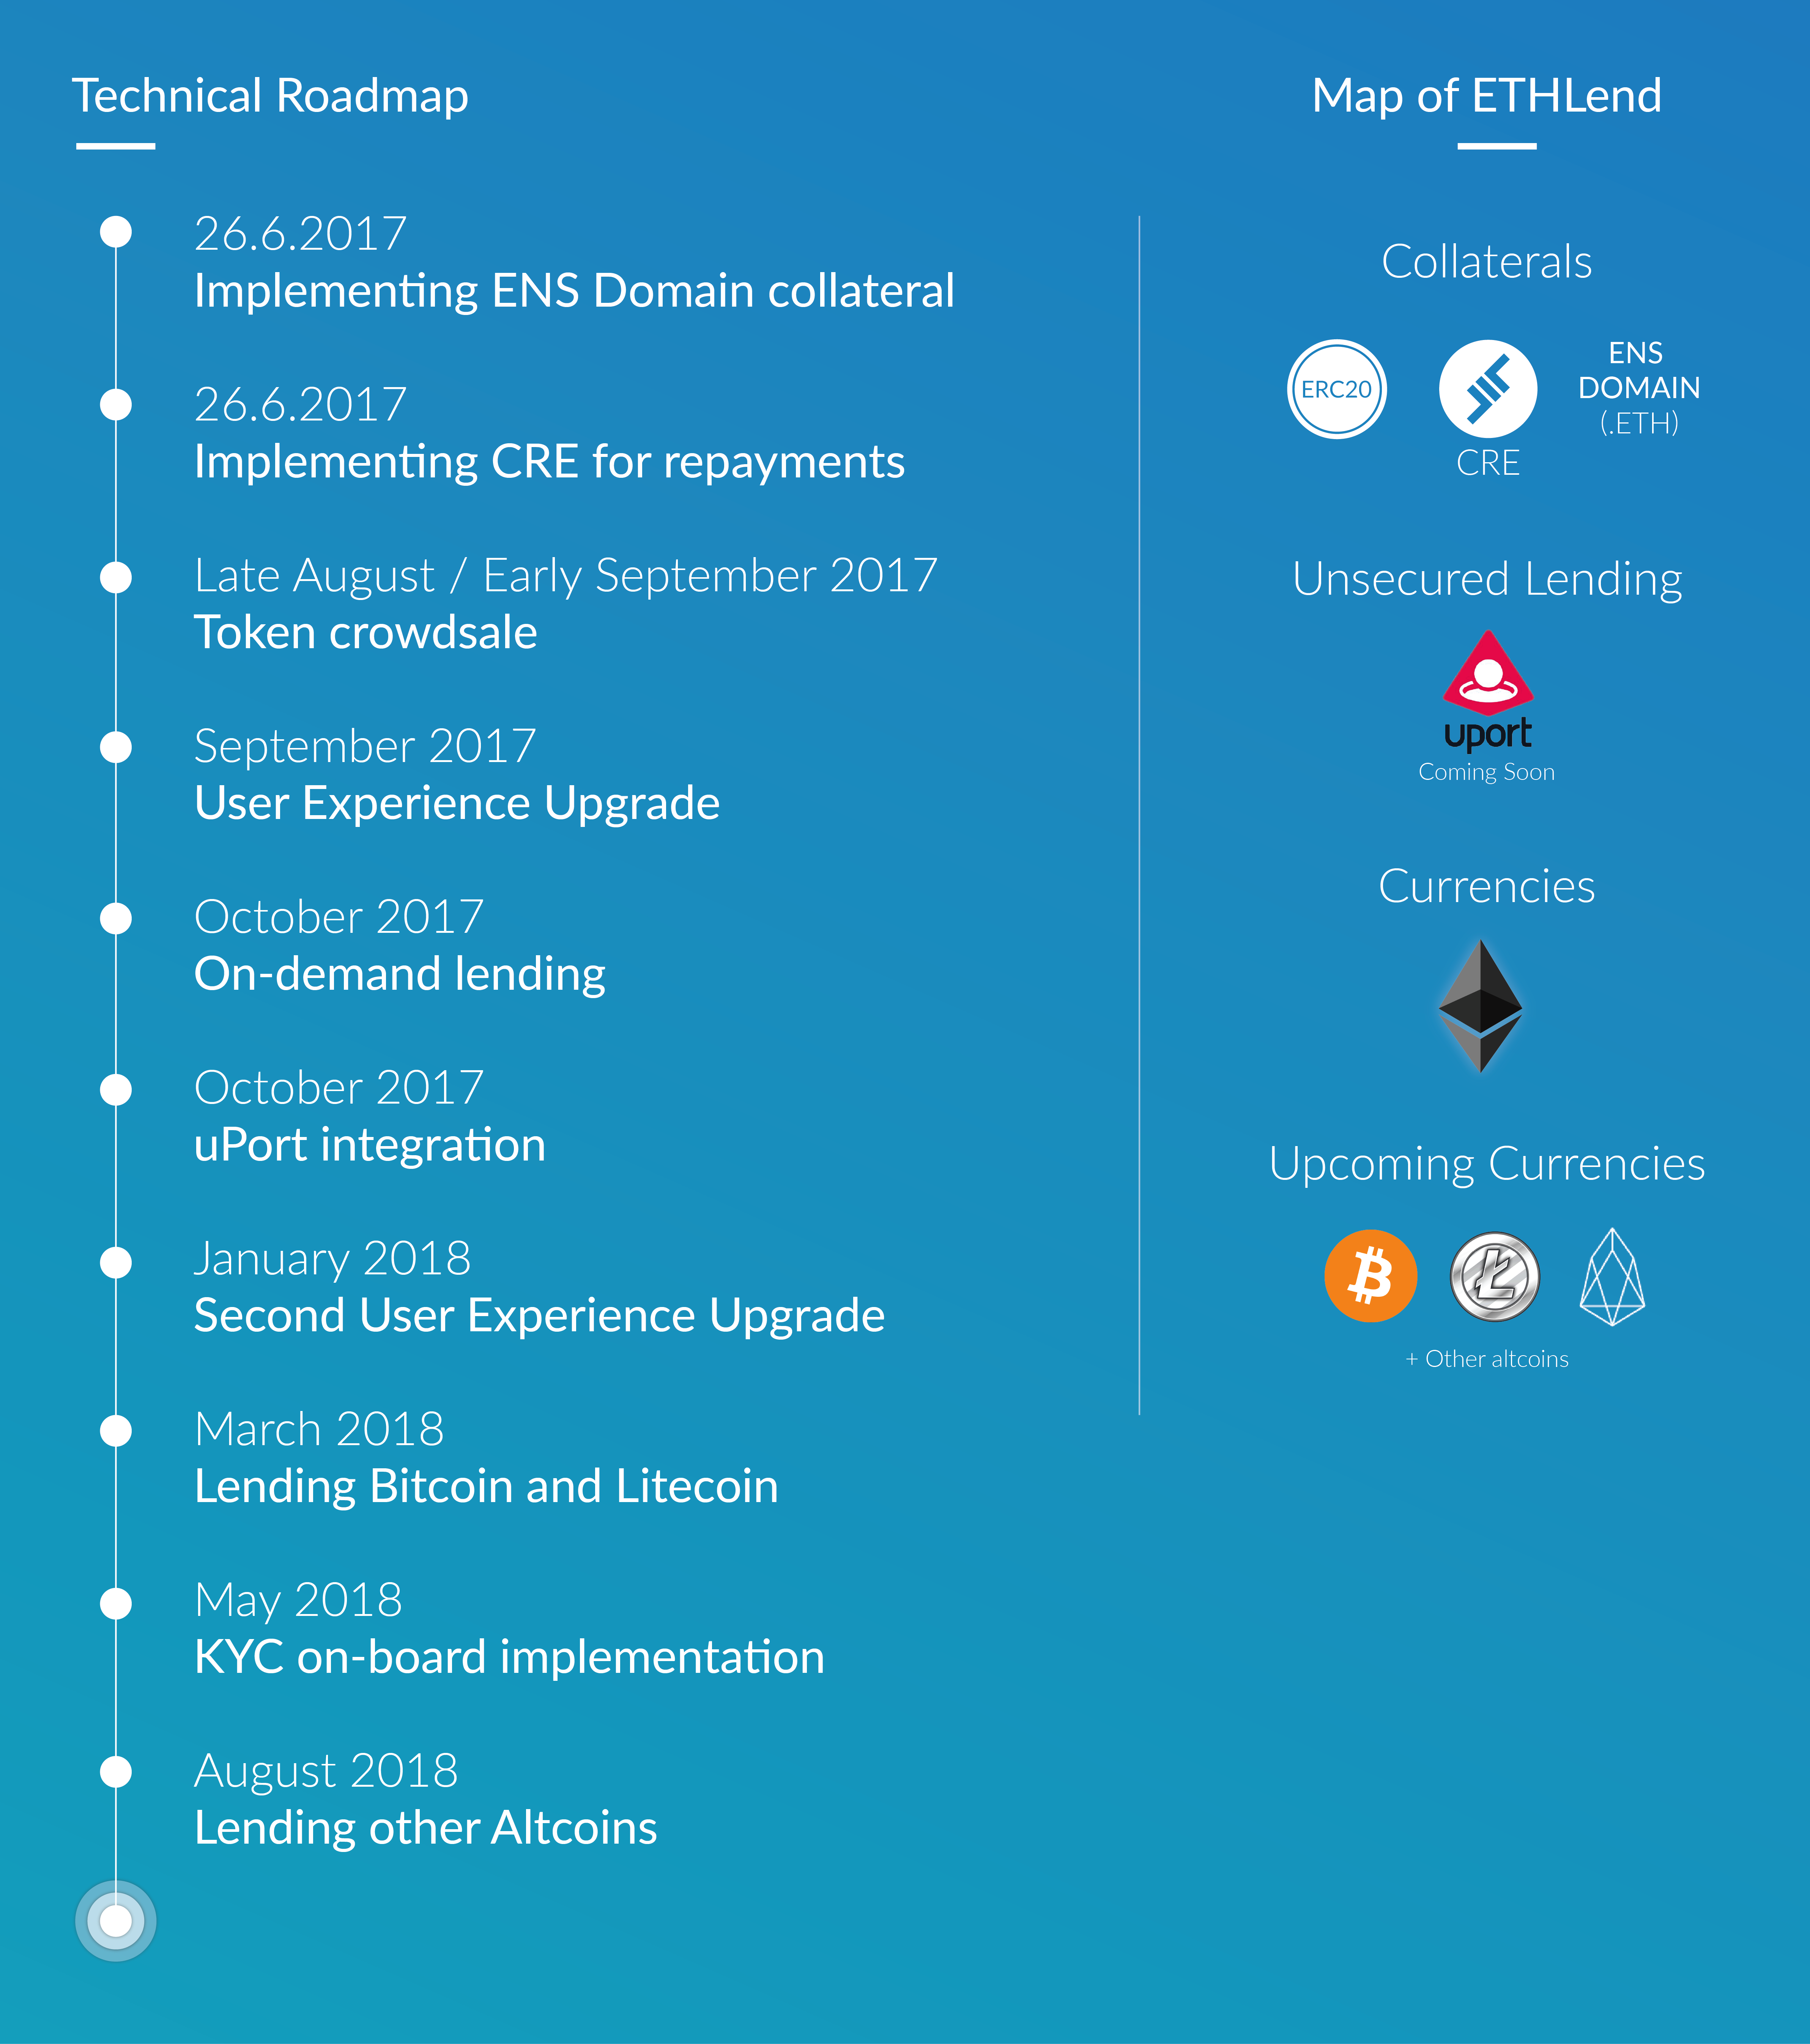 Technical Roadmap
26.6.2017
Implementing ENS Domain collateral
26.6.2017
Implementing CRE for repayments
Late August / Early September 2017
Token crowdsale
September 2017
User Experience Upgrade
October 2017
On-demand lending
October 2017
uPort integration
January 2018
Second User Experience Upgrade
March 2018
Lending Bitcoin and Litecoin
May 2018
KYC on-board implementation
August 2018
Lending other Altcoins
Map of ETHLend
Collaterals
ERC20
CRE
ENS
DOMAIN
(.ETH)
Unsecured Lending
uport
Coming Soon
Currencies
Upcoming Currencies
+ Other altcoins